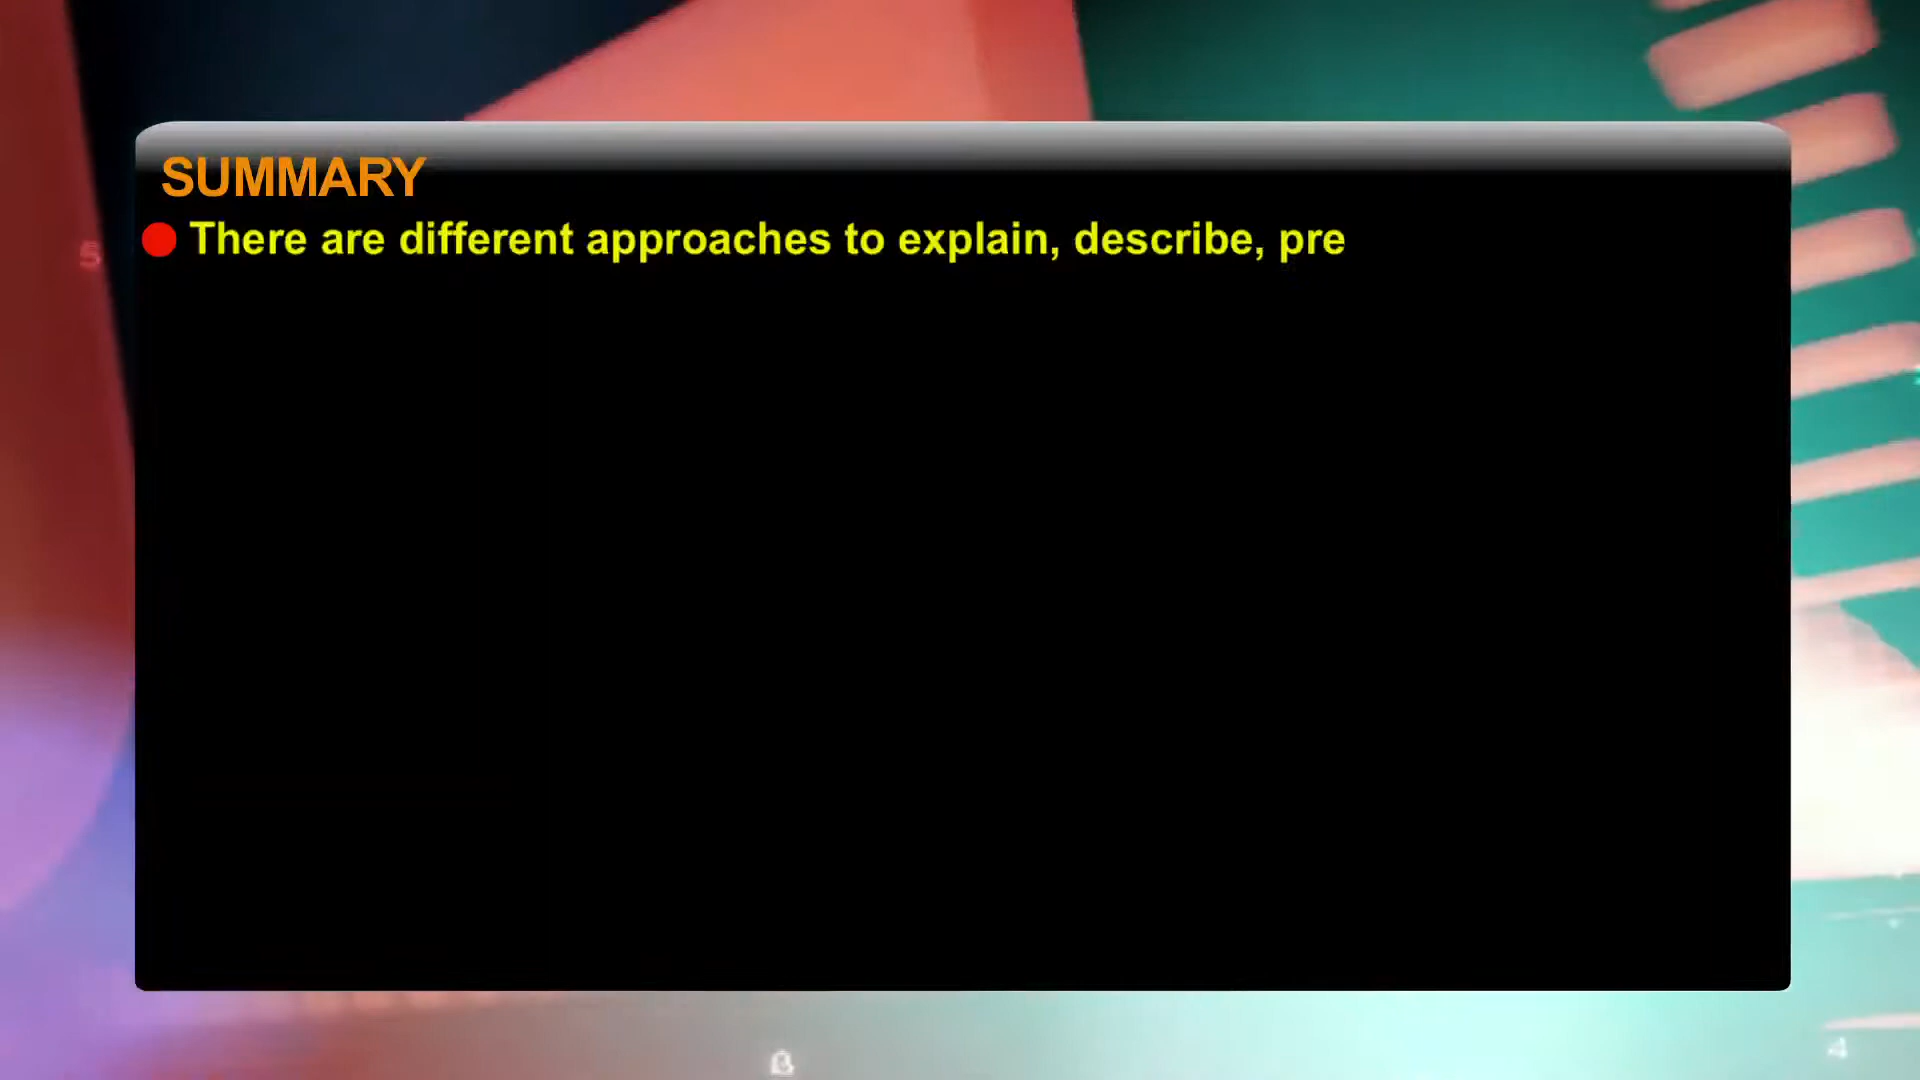 SUMMARY
There are different approaches to explain, describe, pre